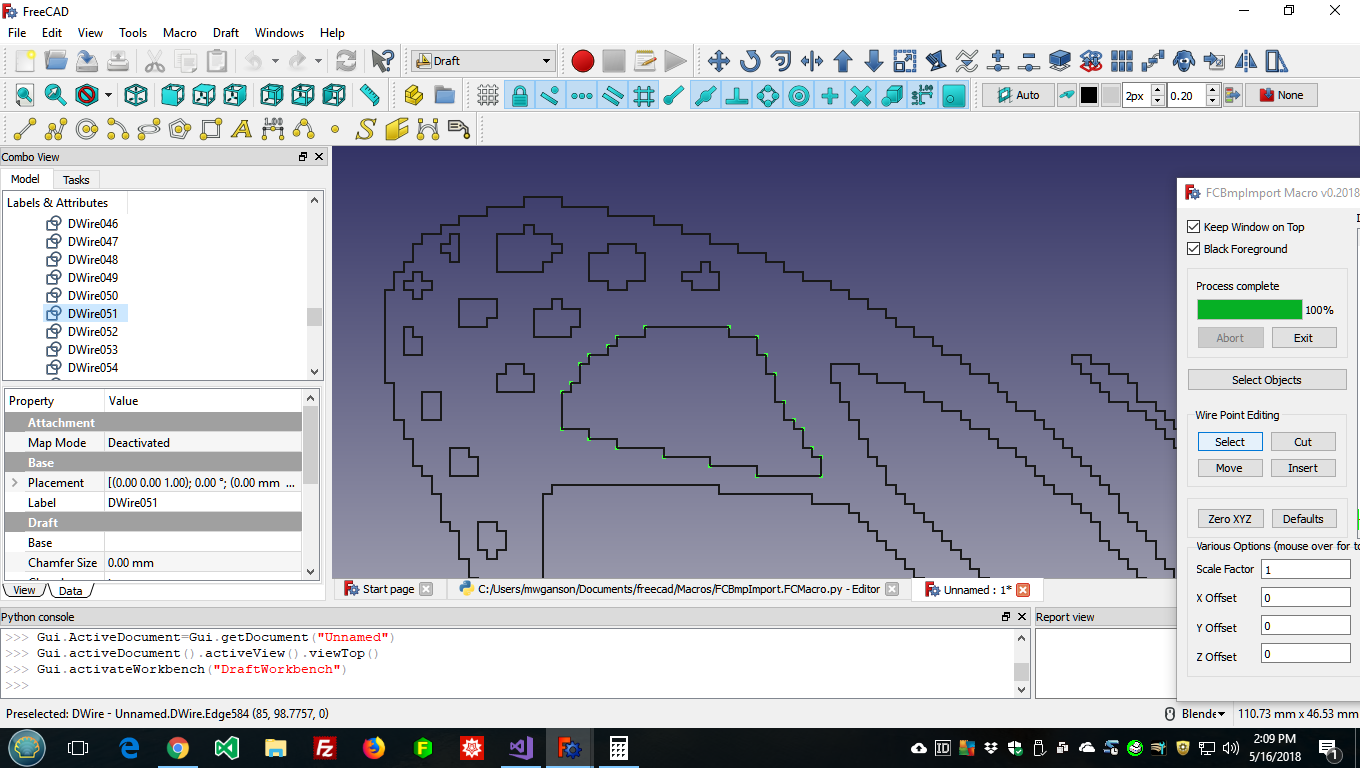 FreeCAD
File Edit View Tools Macro Draft Windows Help
Draft
1.00 Auto 2px 0.20 None
1.00
Combo View
Model Tasks
Labels & Attributes
DWire046
DWire047
DWire048
DWire049
DWire050
DWire051
DWire052
DWire053
DWire054
Property Value
Attachment
Map Mode Deactivated
Base
Placement [(0.00 0.00 1.00); 0.00 °; (0.00 mm ...
Label DWire051
Draft
Base
Chamfer Size 0.00 mm
View Data
FCBmpImport Macro v0.2018
Keep Window on Top
Black Foreground
Process complete
100%
Abort Exit
Select Objects
Wire Point Editing
Select Cut
Move Insert
Zero XYZ Defaults
Various Options (mouse over for to
Scale Factor 1
X Offset 0
Y Offset 0
Z Offset 0
Start page C:/Users/mwganson/Documents/freecad/Macros/FCBmpImport.FCMacro.py - Editor Unnamed : 1*
Python console
>>> Gui.ActiveDocument=Gui.getDocument("Unnamed")
>>> Gui.activeDocument().activeView().viewTop()
>>> Gui.activateWorkbench("DraftWorkbench")
>>>
Report view
Preselected: DWire - Unnamed.DWire.Edge584 (85, 98.7757, 0)
Blende 110.73 mm x 46.53 mm
2:09 PM
5/16/2018